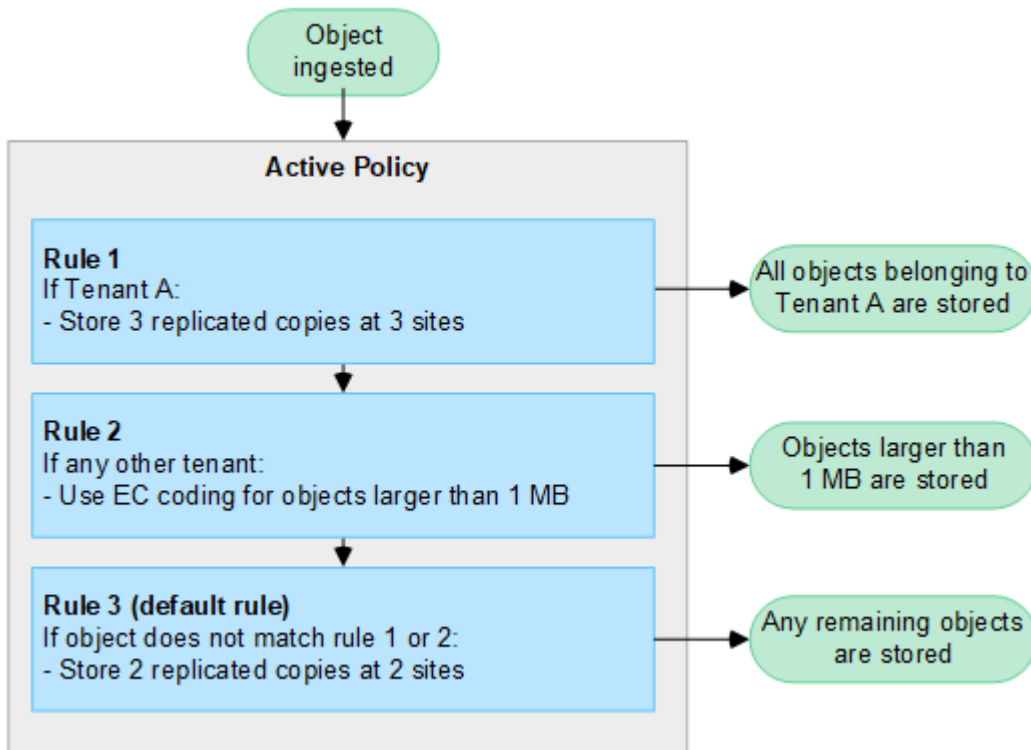 Object
ingested
Active Policy
Rule 1
If Tenant A:
- Store 3 replicated copies at 3 sites
All objects belonging to
Tenant A are stored
Rule 2
If any other tenant:
- Use EC coding for objects larger than 1 MB
Objects larger than
1 MB are stored
Rule 3 (default rule)
If object does not match rule 1 or 2:
- Store 2 replicated copies at 2 sites
Any remaining objects
are stored